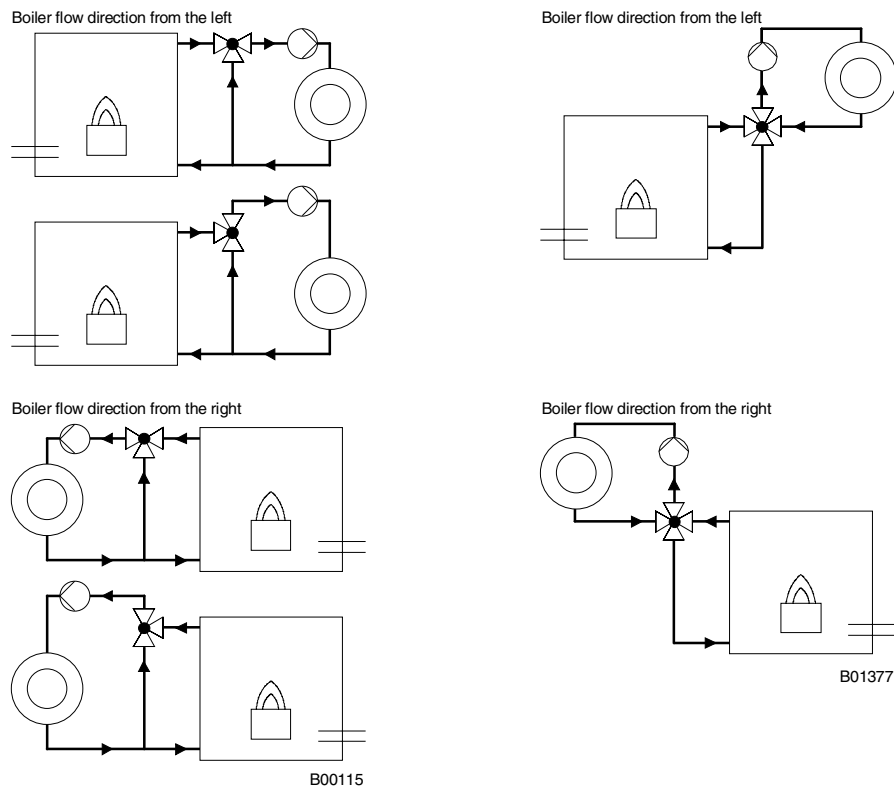 Boiler flow direction from the left
Boiler flow direction from the left
Boiler flow direction from the right
Boiler flow direction from the right
B01377
B00115